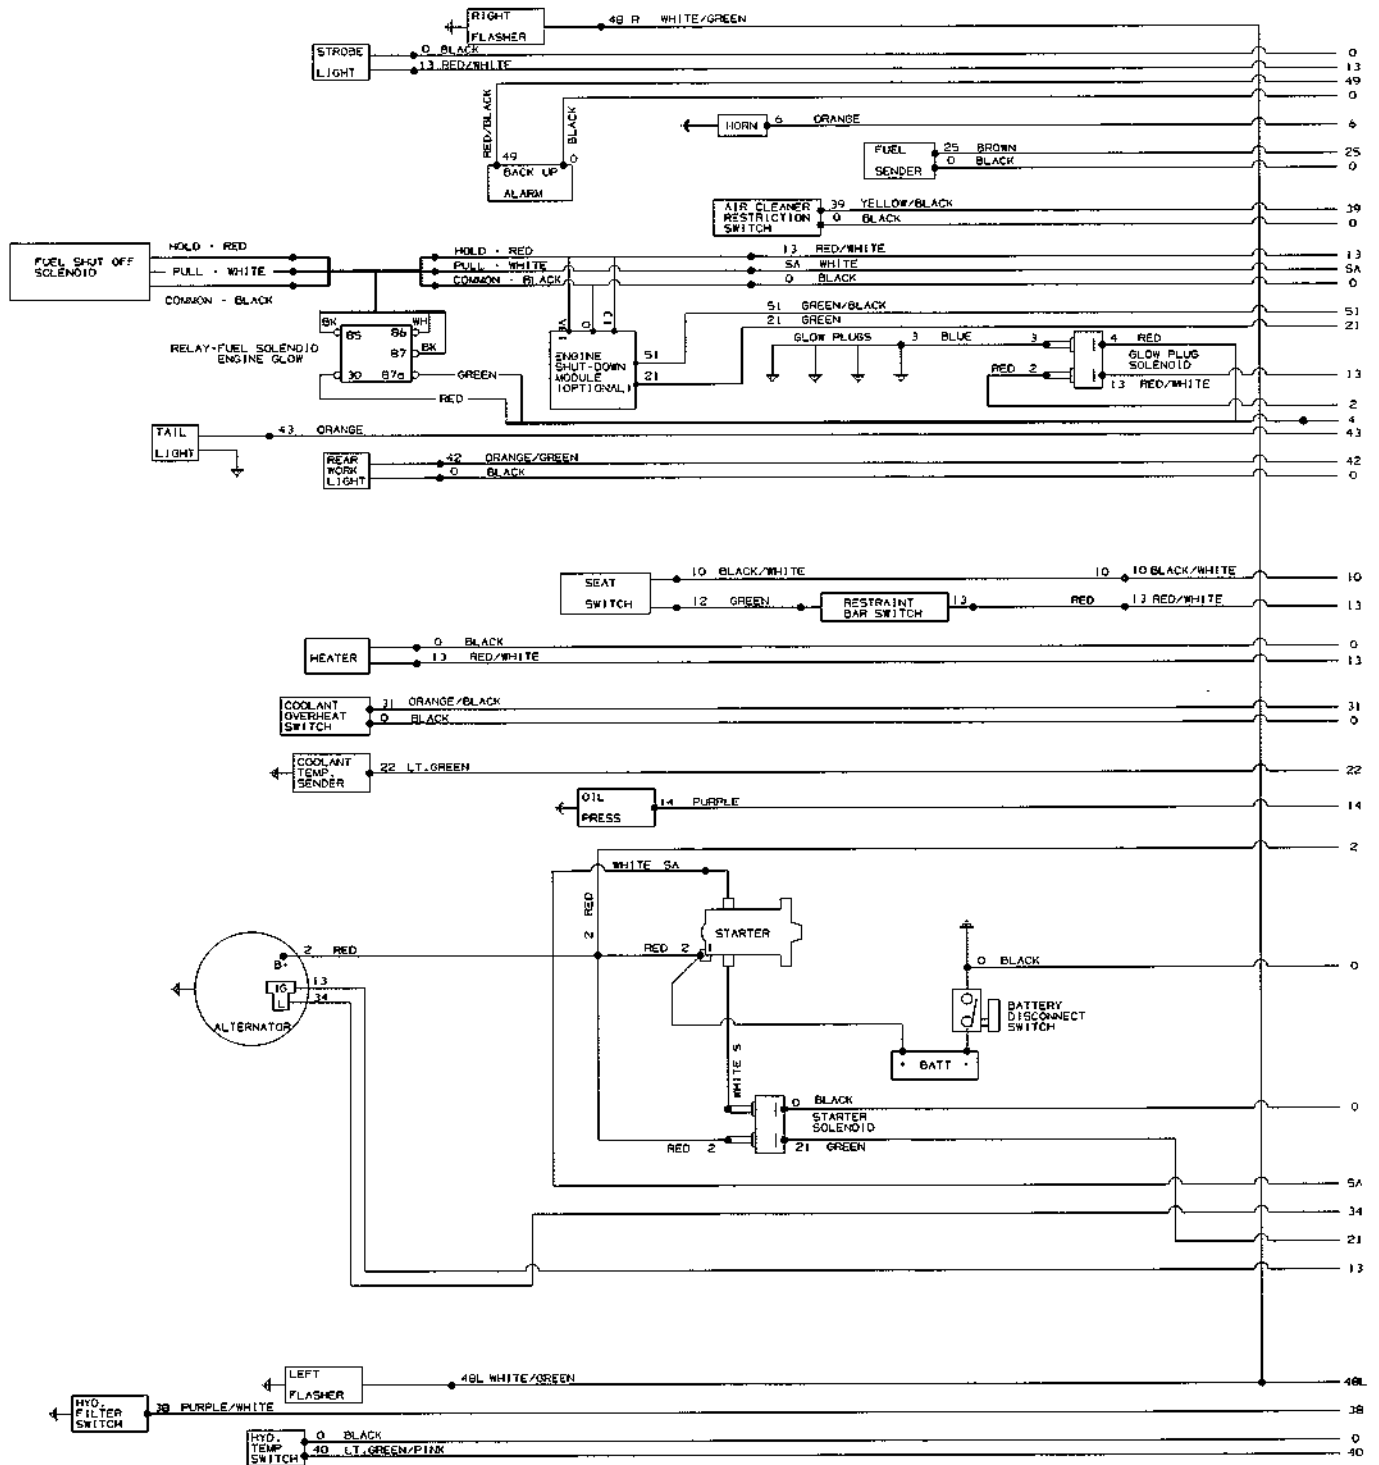 RIGHT
FLASHER
48 R WHITE/GREEN
STROBE
LIGHT
0 BLACK
13 RED/WHITE
0
13
49
0
RED/BLACK
BLACK
49
0
BACK UP
ALARM
HORN
6 ORANGE
6
FUEL
SENDER
25 BROWN
0 BLACK
25
0
AIR CLEANER
RESTRICTION
SWITCH
39 YELLOW/BLACK
0 BLACK
39
0
FUEL SHUT OFF
SOLENOID
HOLD - RED
PULL - WHITE
COMMON - BLACK
HOLD - RED
PULL - WHITE
COMMON - BLACK
13 RED/WHITE
SA WHITE
0 BLACK
13
SA
0
RELAY-FUEL SOLENOID
ENGINE GLOW
BK
85
86
WH
87
BK
30
87a
GREEN
RED
SA
0
13
ENGINE
SHUT-DOWN
MODULE
(OPTIONAL)
51
21
51 GREEN/BLACK
21 GREEN
51
21
GLOW PLUGS
3 BLUE
3
4 RED
GLOW PLUG
SOLENOID
RED 2
13 RED/WHITE
13
2
4
TAIL
LIGHT
43 ORANGE
43
REAR
WORK
LIGHT
42 ORANGE/GREEN
0 BLACK
42
0
SEAT
SWITCH
10 BLACK/WHITE
10
10 BLACK/WHITE
10
12 GREEN
RESTRAINT
BAR SWITCH
13
RED
13 RED/WHITE
13
HEATER
0 BLACK
13 RED/WHITE
0
13
COOLANT
OVERHEAT
SWITCH
31 ORANGE/BLACK
0 BLACK
31
0
COOLANT
TEMP.
SENDER
22 LT.GREEN
22
OIL
PRESS
14 PURPLE
14
2
WHITE SA
2 RED
STARTER
RED 2
2 RED
B+
IG
L
13
34
ALTERNATOR
0 BLACK
0
BATTERY
DISCONNECT
SWITCH
+ BATT -
WHITE S
0 BLACK
STARTER
SOLENOID
0
RED 2
21 GREEN
SA
34
21
13
LEFT
FLASHER
48L WHITE/GREEN
48L
HYD.
FILTER
SWITCH
38 PURPLE/WHITE
38
HYD.
TEMP
SWITCH
0 BLACK
40 LT.GREEN/PINK
0
40